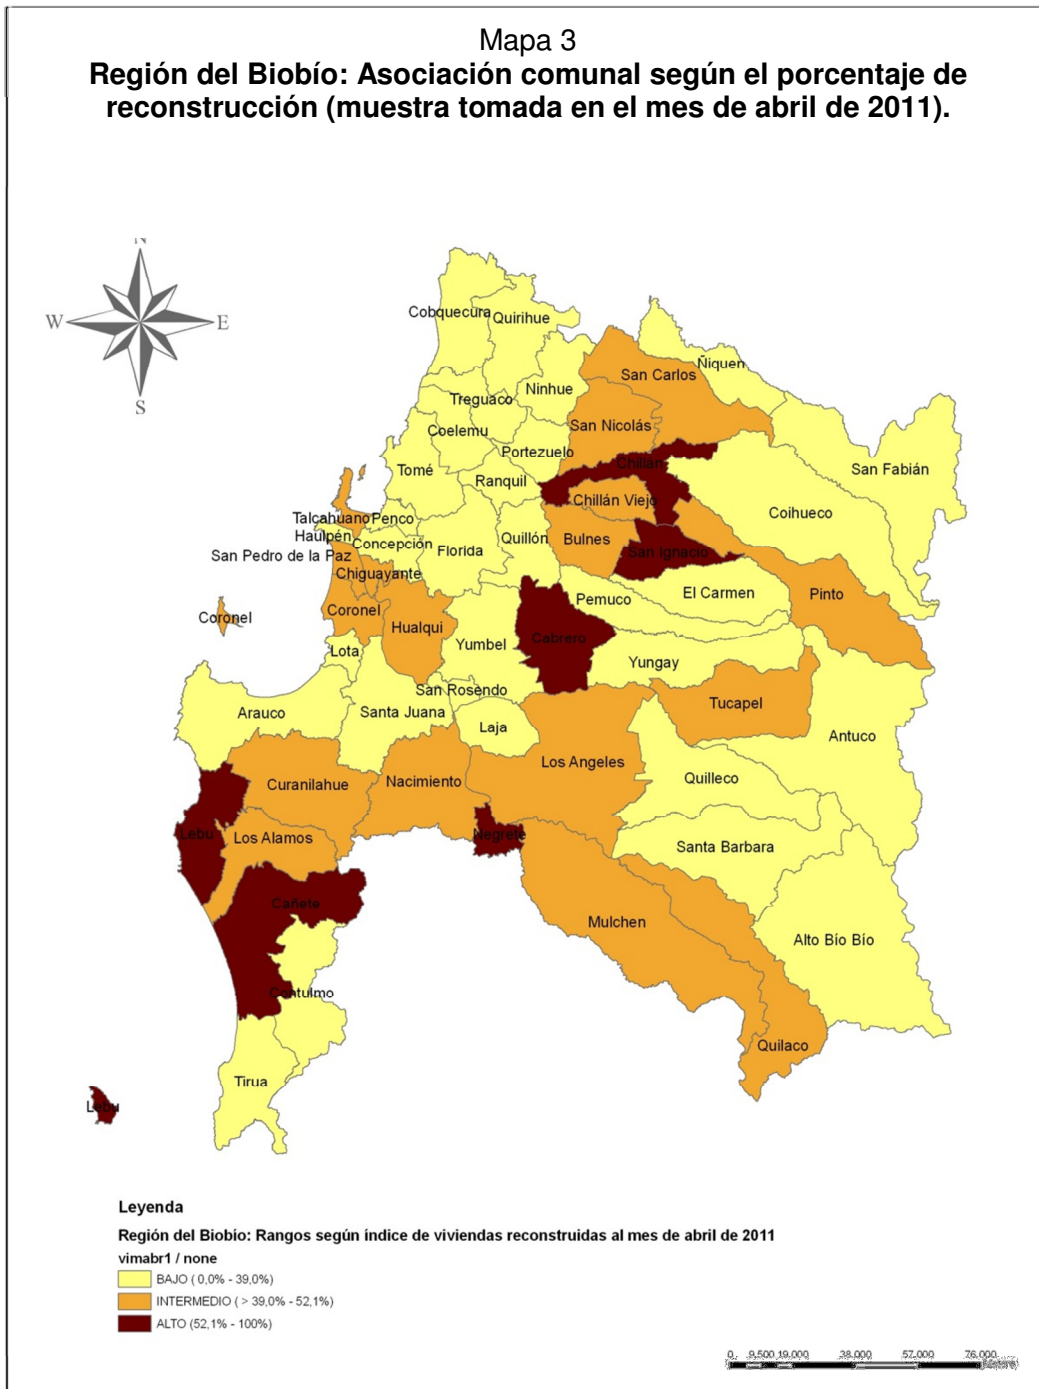 Mapa 3
Región del Biobío: Asociación comunal según el porcentaje de
reconstrucción (muestra tomada en el mes de abril de 2011).
N
W
E
S
Cobquecura
Quirihue
Ñiquen
San Carlos
Ninhue
Treguaco
San Nicolás
Coelemu
Portezuelo
Chillán
San Fabián
Tomé
Ranquil
Chillán Viejo
Coihueco
Talcahuano
Penco
Haulpén
Concepción
Florida
Quillón
Bulnes
San Ignacio
San Pedro de la Paz
Chiguayante
El Carmen
Pinto
Pemuco
Coronel
Coronel
Hualqui
Yumbel
Cabrero
Lota
Yungay
San Rosendo
Arauco
Santa Juana
Laja
Tucapel
Antuco
Curanilahue
Nacimiento
Los Angeles
Quilleco
Lebu
Los Alamos
Negrete
Santa Barbara
Cañete
Mulchen
Alto Bío Bío
Contulmo
Quilaco
Tirua
Lebu
Leyenda
Región del Biobío: Rangos según índice de viviendas reconstruidas al mes de abril de 2011
vimabr1 / none
BAJO ( 0,0% - 39,0%)
INTERMEDIO ( > 39,0% - 52,1%)
ALTO (52,1% - 100%)
0 9.500 19.000 38.000 57.000 76.000